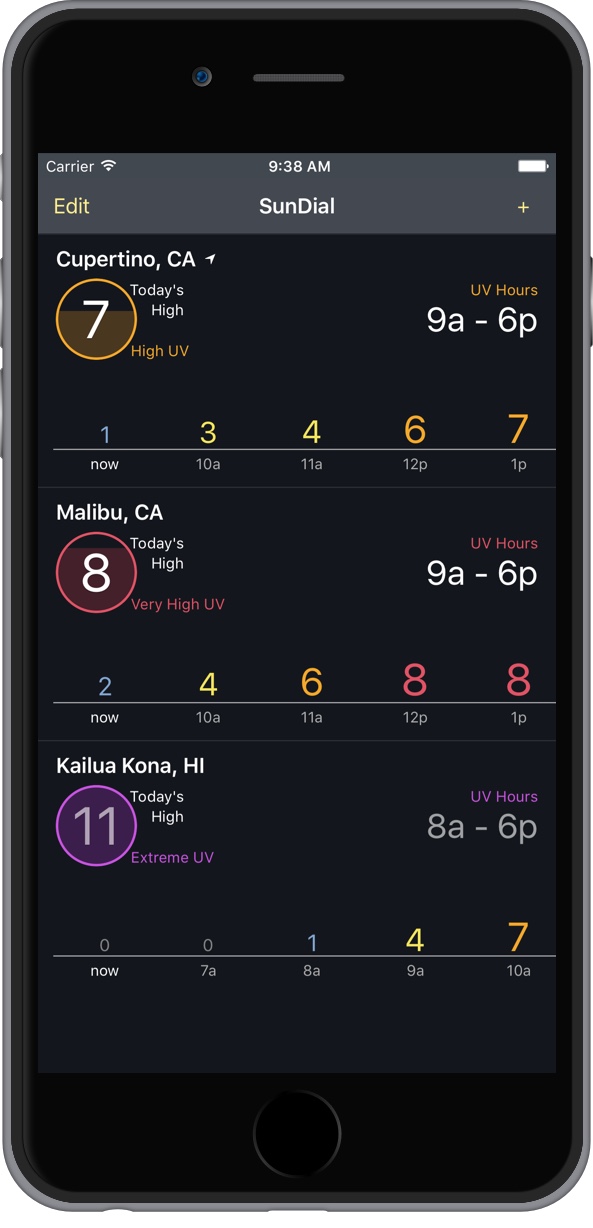 Carrier 9:38 AM
Edit SunDial +
Cupertino, CA
7 Today's High UV Hours
High UV 9a - 6p
1 3 4 6 7
now 10a 11a 12p 1p
Malibu, CA
8 Today's High UV Hours
Very High UV 9a - 6p
2 4 6 8 8
now 10a 11a 12p 1p
Kailua Kona, HI
11 Today's High UV Hours
Extreme UV 8a - 6p
0 0 1 4 7
now 7a 8a 9a 10a